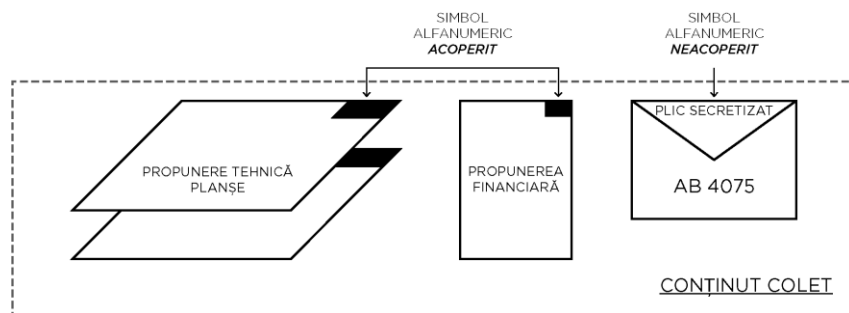 SIMBOL
ALFANUMERIC
ACOPERIT
SIMBOL
ALFANUMERIC
NEACOPERIT
PROPUNERE TEHNICĂ
PLANȘE
PROPUNEREA
FINANCIARĂ
PLIC SECRETIZAT
AB 4075
CONȚINUT COLET